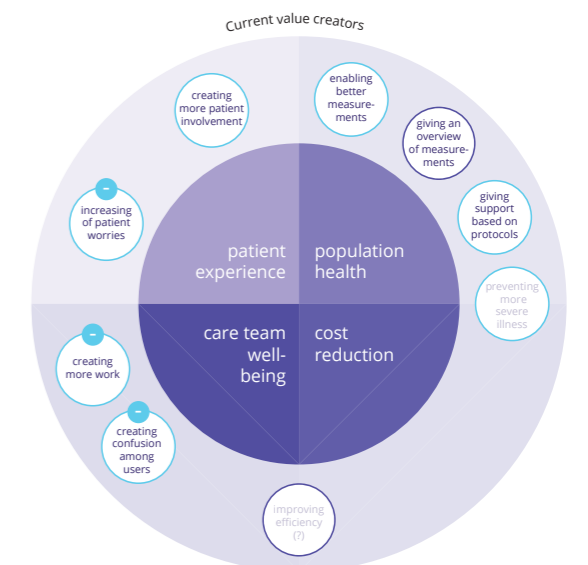 Current value creators
enabling
better
measure-
ments
creating
more patient
involvement
giving an
overview
of measure-
ments
giving
support
based on
protocols
-
increasing
of patient
worries
patient
experience
population
health
preventing
more
severe
illness
care team
well-
being
cost
reduction
-
creating
more work
-
creating
confusion
among
users
improving
efficiency
(?)